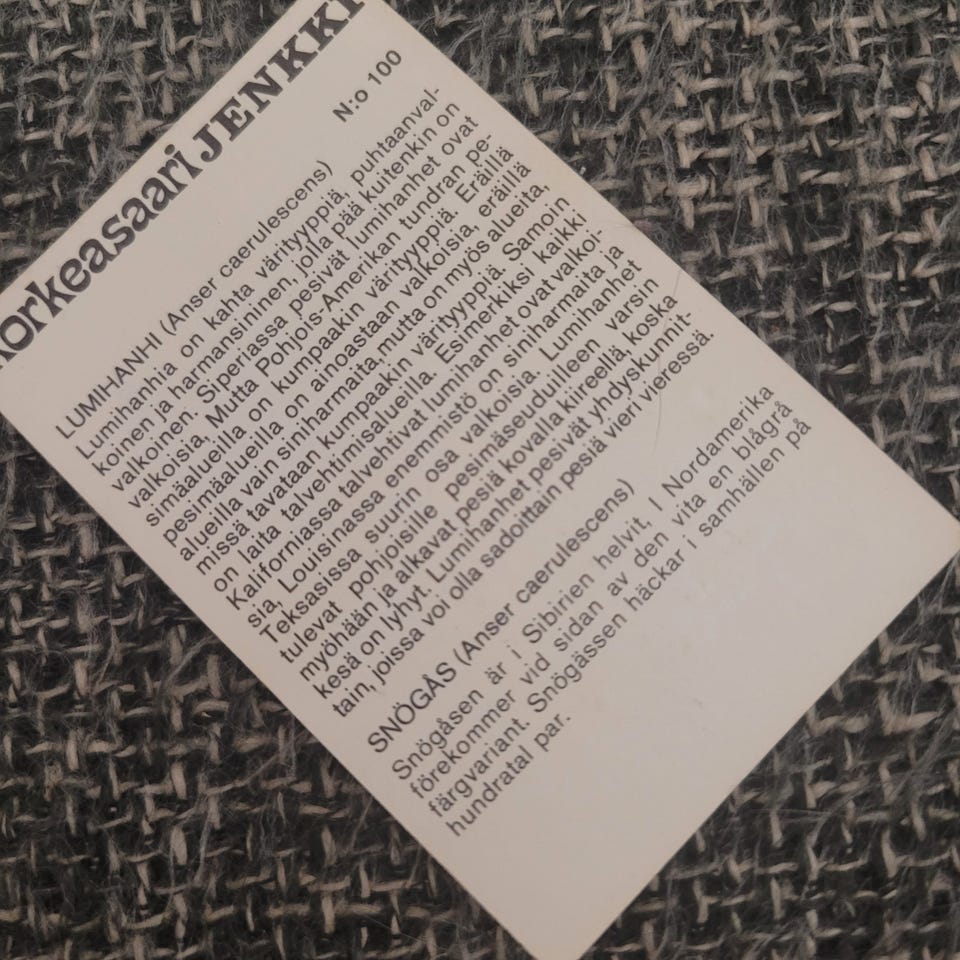 korkeasaari JENKKI
N:o 100
LUMIHANHI (Anser caerulescens)
Lumihanhia on kahta värityyppiä, puhtaanval-
koinen ja harmansininen, jolla pää kuitenkin on
valkoinen. Siperiassa pesivät lumihanhet ovat
valkoisia, Mutta Pohjois-Amerikan tundran pe-
simäalueilla on kumpaakin värityyppiä. Eräillä
pesimäalueilla on ainoastaan valkoisia, eräillä
alueilla vain siniharmaita, mutta on myös alueita,
missä tavataan kumpaakin värityyppiä. Samoin
on laita talvehtimisalueilla. Esimerkiksi kaikki
Kaliforniassa talvehtivat lumihanhet ovat valkoi-
sia, Louisinassa enemmistö on siniharmaita ja
Teksasissa suurin osa valkoisia. Lumihanhet
tulevat pohjoisille pesimäseuduilleen varsin
myöhään ja alkavat pesiä kovalla kiireellä, koska
kesä on lyhyt. Lumihanhet pesivät yhdyskunnit-
tain, joissa voi olla sadoittain pesiä vieri vieressä.
SNÖGÅS (Anser caerulescens)
Snögåsen är i Sibirien helvit, I Nordamerika
förekommer vid sidan av den vita en blågrå
färgvariant. Snögässen häckar i samhällen på
hundratal par.